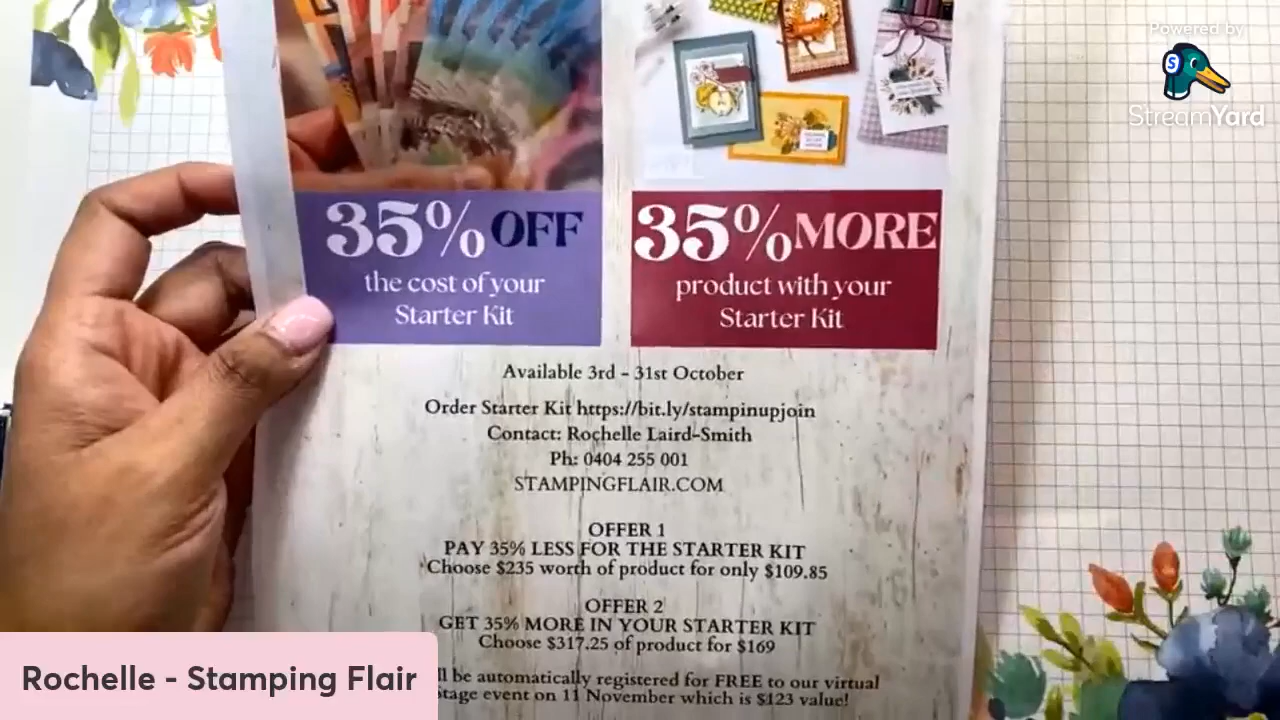 Powered by
StreamYard
35% OFF
the cost of your
Starter Kit
35% MORE
product with your
Starter Kit
Available 3rd - 31st October
Order Starter Kit https://bit.ly/stampinupjoin
Contact: Rochelle Laird-Smith
Ph: 0404 255 001
STAMPINGFLAIR.COM
OFFER 1
PAY 35% LESS FOR THE STARTER KIT
Choose $235 worth of product for only $109.85
OFFER 2
GET 35% MORE IN YOUR STARTER KIT
Choose $317.25 of product for $169
be automatically registered for FREE to our virtual
event on 11 November which is $123 value!
Rochelle - Stamping Flair